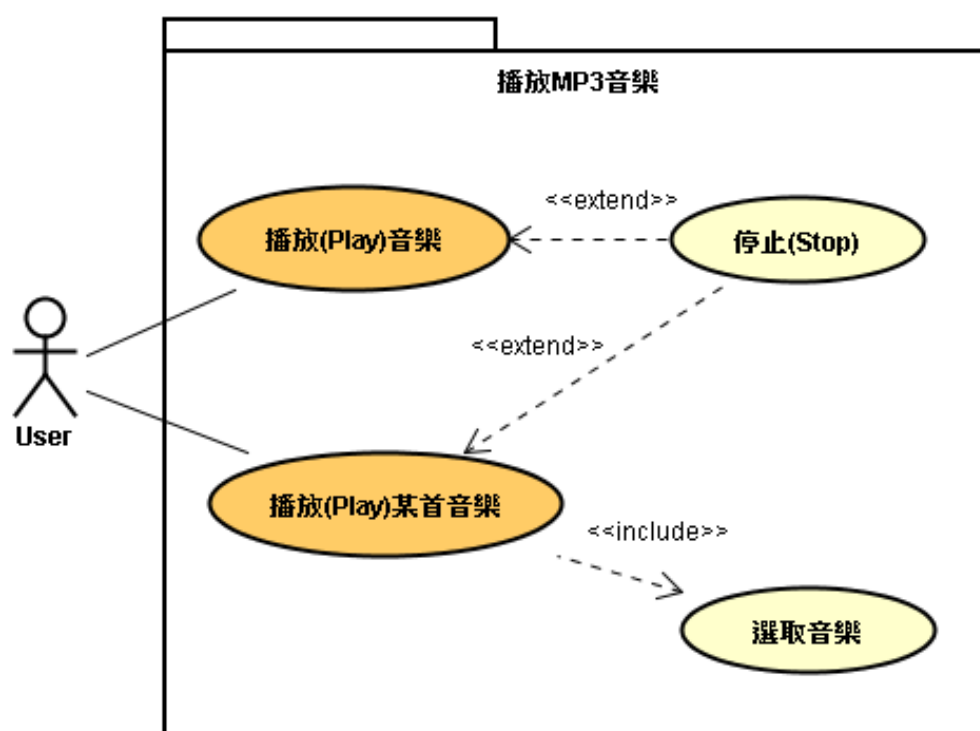 播放MP3音樂
<<extend>>
播放(Play)音樂
停止(Stop)
<<extend>>
User
播放(Play)某首音樂
<<include>>
選取音樂